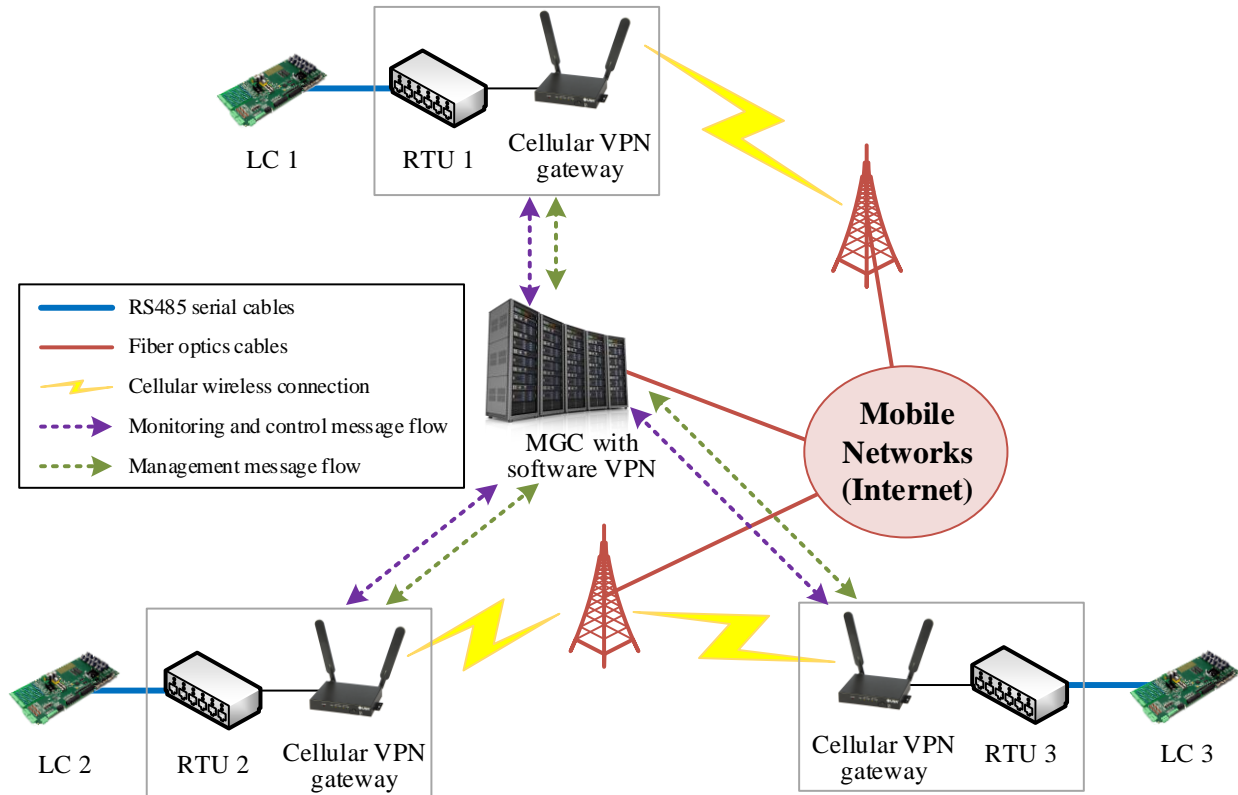 LC 1
RTU 1
Cellular VPN
gateway
RS485 serial cables
Fiber optics cables
Cellular wireless connection
Monitoring and control message flow
Management message flow
MGC with
software VPN
Mobile
Networks
(Internet)
LC 2
RTU 2
Cellular VPN
gateway
Cellular VPN
gateway
RTU 3
LC 3